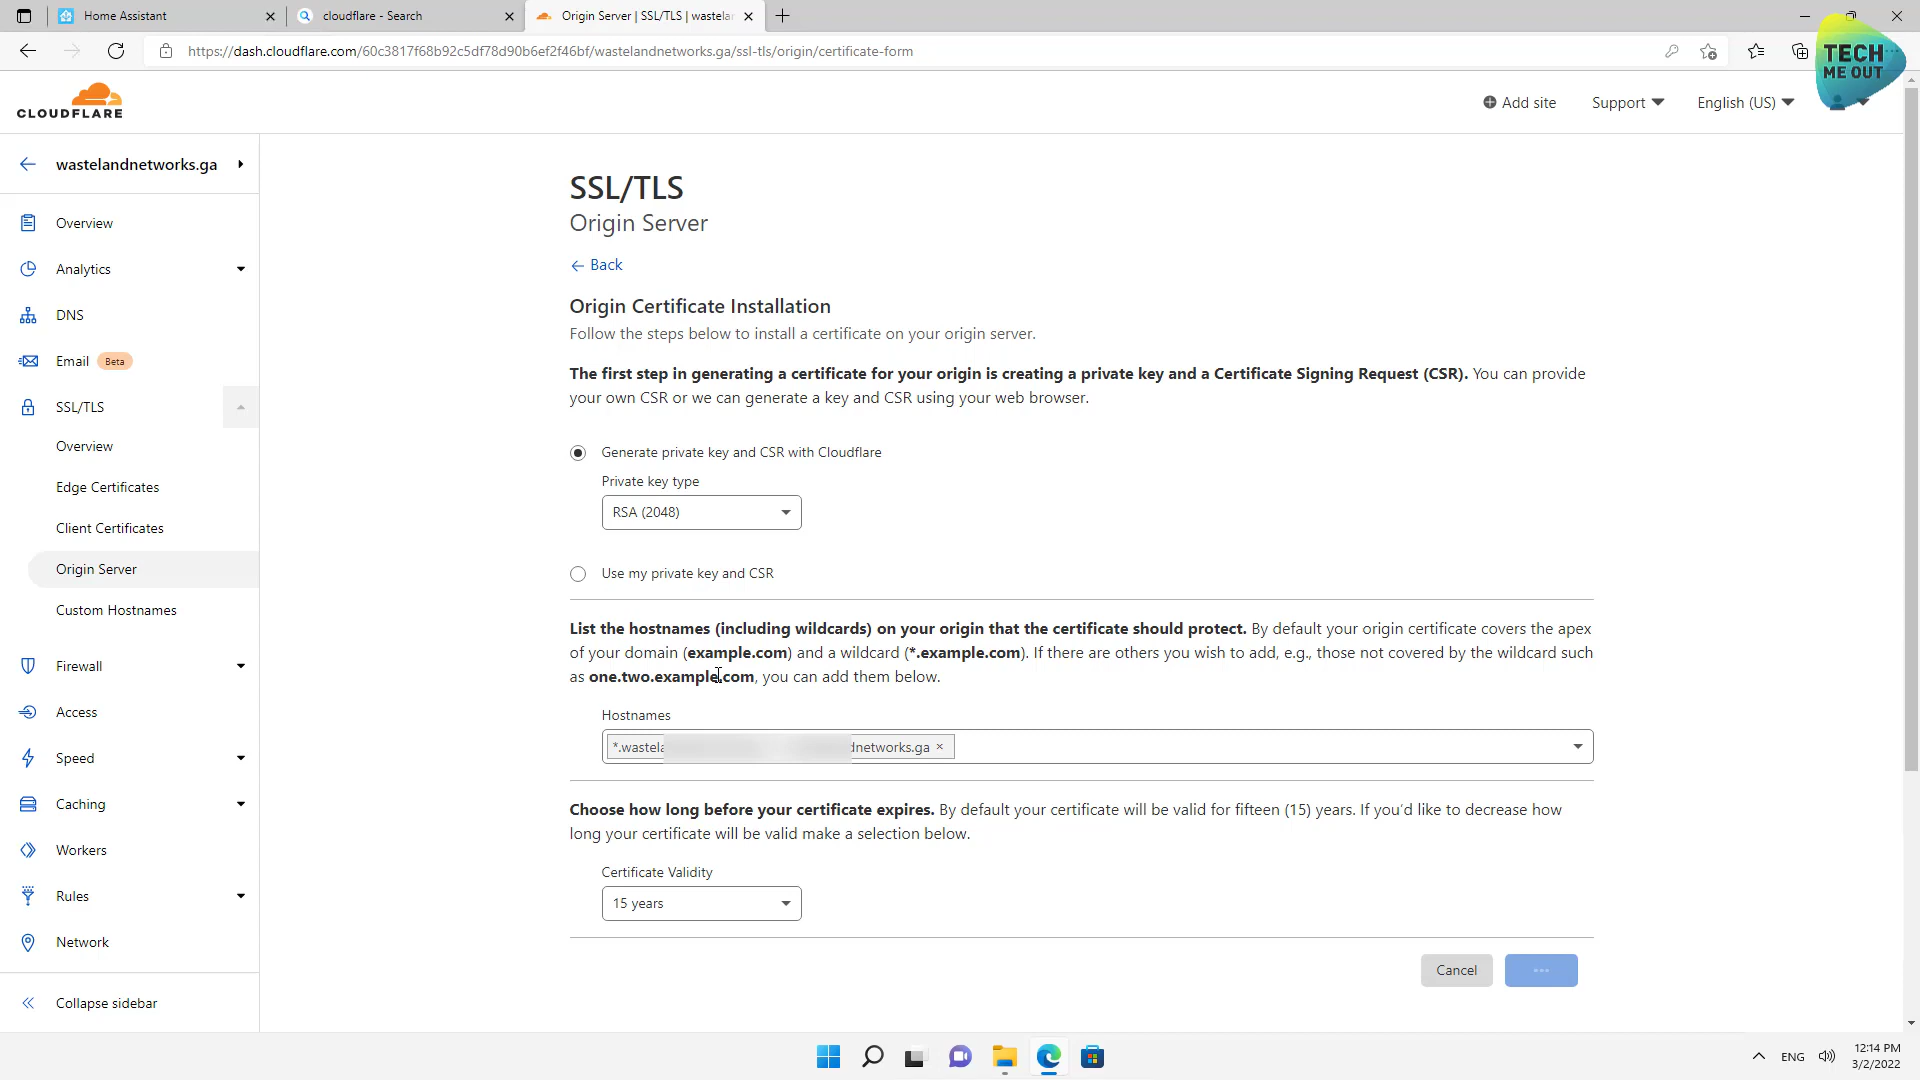 Home Assistant
cloudflare - Search
Origin Server | SSL/TLS | wastelan
https://dash.cloudflare.com/60c3817f68b92c5df78d90b6ef2f46bf/wastelandnetworks.ga/ssl-tls/origin/certificate-form
TECH
ME OUT
CLOUDFLARE
Add site
Support
English (US)
wastelandnetworks.ga
Overview
Analytics
DNS
Email Beta
SSL/TLS
Overview
Edge Certificates
Client Certificates
Origin Server
Custom Hostnames
Firewall
Access
Speed
Caching
Workers
Rules
Network
Collapse sidebar
SSL/TLS
Origin Server
Back
Origin Certificate Installation
Follow the steps below to install a certificate on your origin server.
The first step in generating a certificate for your origin is creating a private key and a Certificate Signing Request (CSR). You can provide
your own CSR or we can generate a key and CSR using your web browser.
Generate private key and CSR with Cloudflare
Private key type
RSA (2048)
Use my private key and CSR
List the hostnames (including wildcards) on your origin that the certificate should protect. By default your origin certificate covers the apex
of your domain (example.com) and a wildcard (*.example.com). If there are others you wish to add, e.g., those not covered by the wildcard such
as one.two.example.com, you can add them below.
Hostnames
*.wastela dnetworks.ga ×
Choose how long before your certificate expires. By default your certificate will be valid for fifteen (15) years. If you'd like to decrease how
long your certificate will be valid make a selection below.
Certificate Validity
15 years
Cancel
...
ENG
12:14 PM
3/2/2022